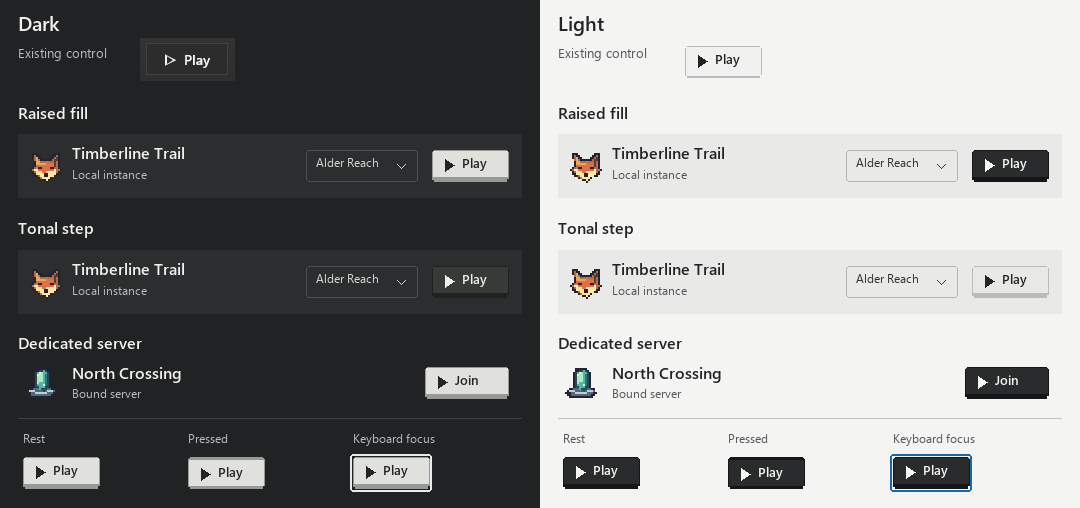 Dark
Existing control
Play
Raised fill
Timberline Trail
Local instance
Alder Reach
Play
Tonal step
Timberline Trail
Local instance
Alder Reach
Play
Dedicated server
North Crossing
Bound server
Join
Rest
Pressed
Keyboard focus
Play
Play
Play
Light
Existing control
Play
Raised fill
Timberline Trail
Local instance
Alder Reach
Play
Tonal step
Timberline Trail
Local instance
Alder Reach
Play
Dedicated server
North Crossing
Bound server
Join
Rest
Pressed
Keyboard focus
Play
Play
Play